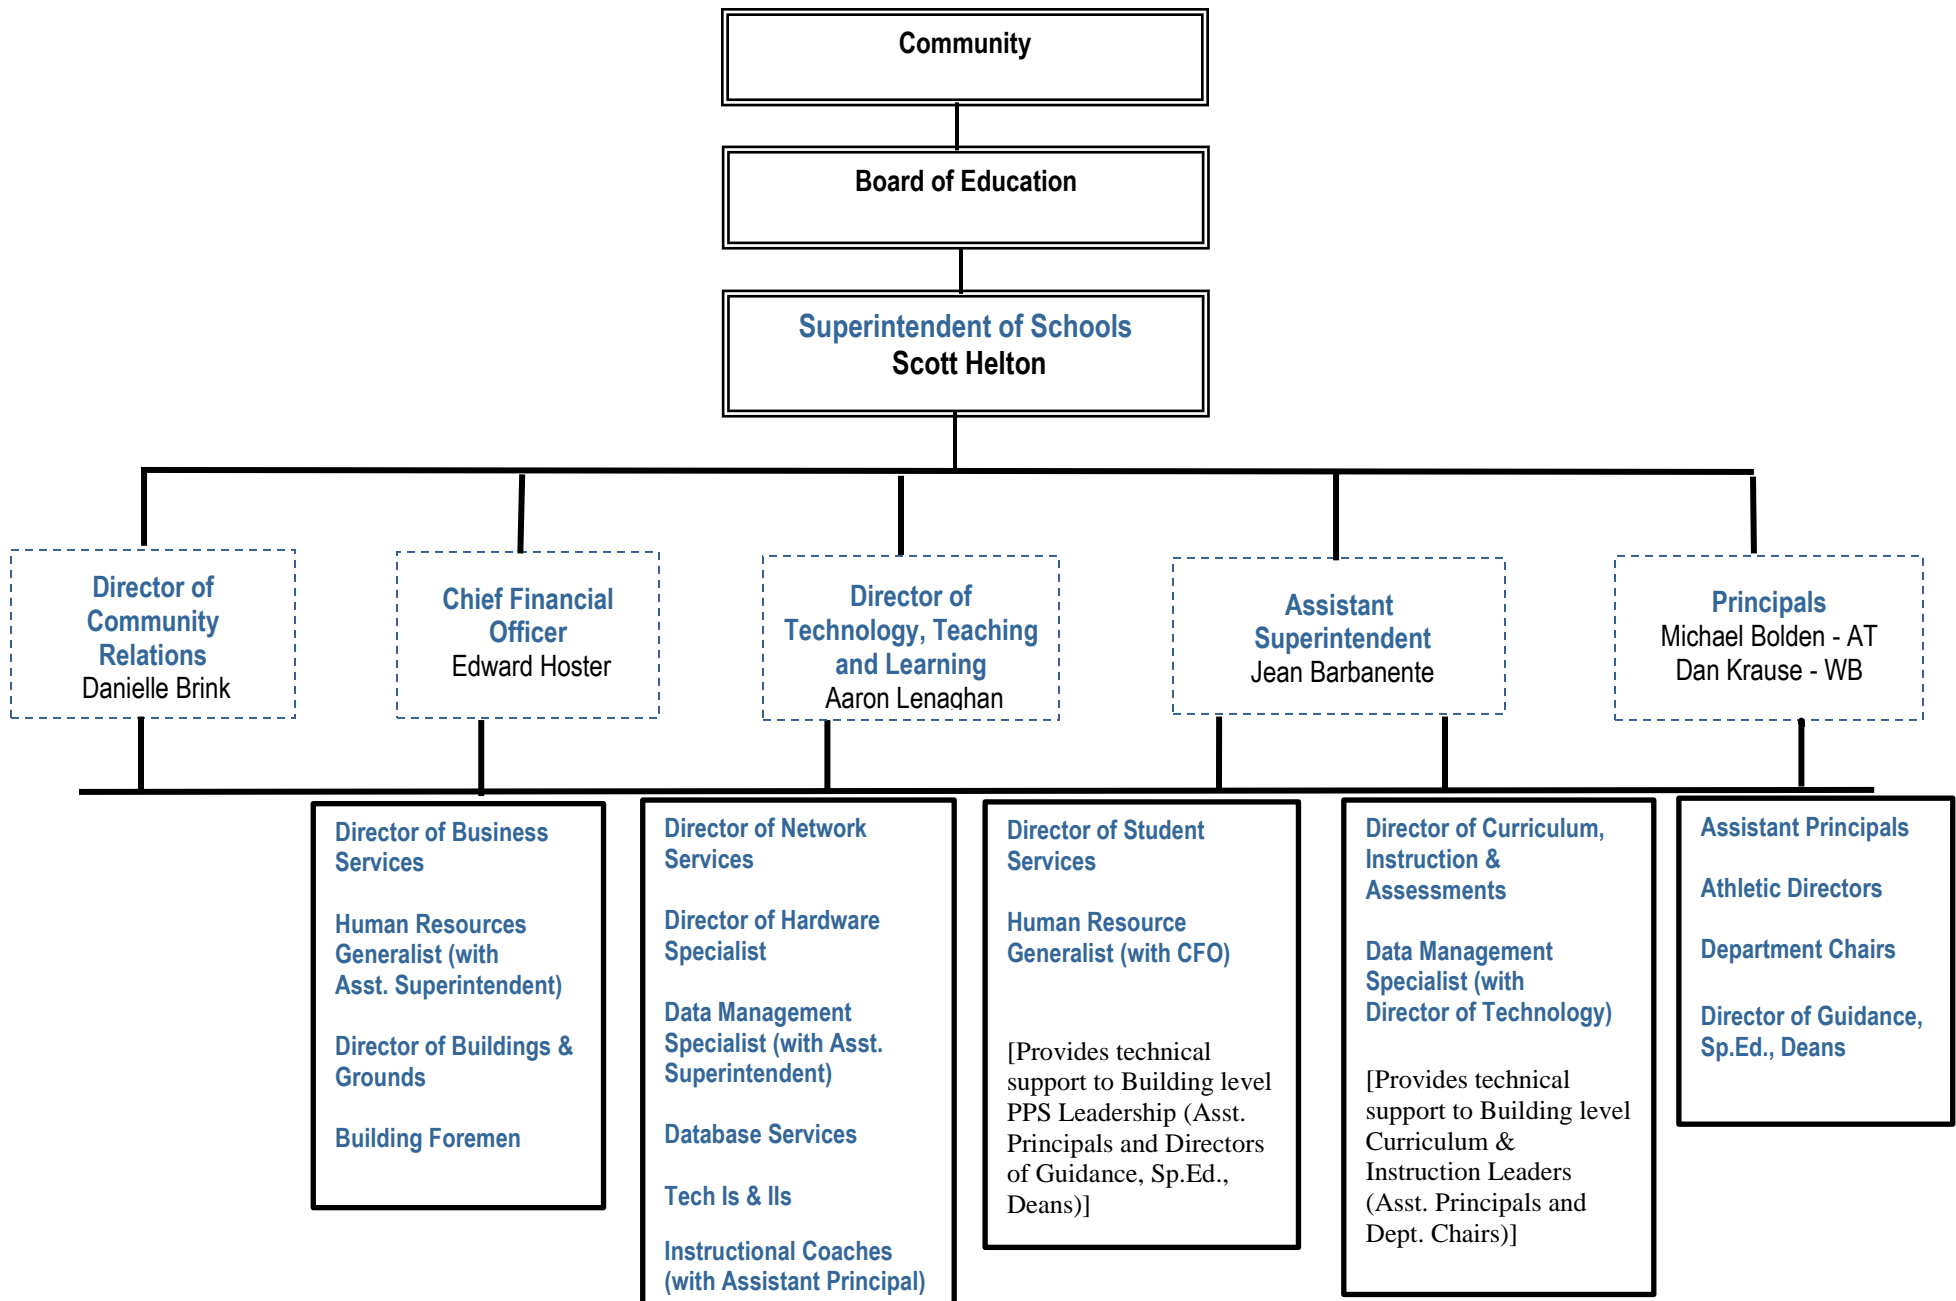 Community
Board of Education
Superintendent of Schools
Scott Helton
Director of
Community
Relations
Danielle Brink
Chief Financial
Officer
Edward Hoster
Director of
Technology, Teaching
and Learning
Aaron Lenaghan
Assistant
Superintendent
Jean Barbanente
Principals
Michael Bolden - AT
Dan Krause - WB
Director of Business
Services
Human Resources
Generalist (with
Asst. Superintendent)
Director of Buildings &
Grounds
Building Foremen
Director of Network
Services
Director of Hardware
Specialist
Data Management
Specialist (with Asst.
Superintendent)
Database Services
Tech Is & IIs
Instructional Coaches
(with Assistant Principal)
Director of Student
Services
Human Resource
Generalist (with CFO)
[Provides technical
support to Building level
PPS Leadership (Asst.
Principals and Directors
of Guidance, Sp.Ed.,
Deans)]
Director of Curriculum,
Instruction &
Assessments
Data Management
Specialist (with
Director of Technology)
[Provides technical
support to Building level
Curriculum &
Instruction Leaders
(Asst. Principals and
Dept. Chairs)]
Assistant Principals
Athletic Directors
Department Chairs
Director of Guidance,
Sp.Ed., Deans